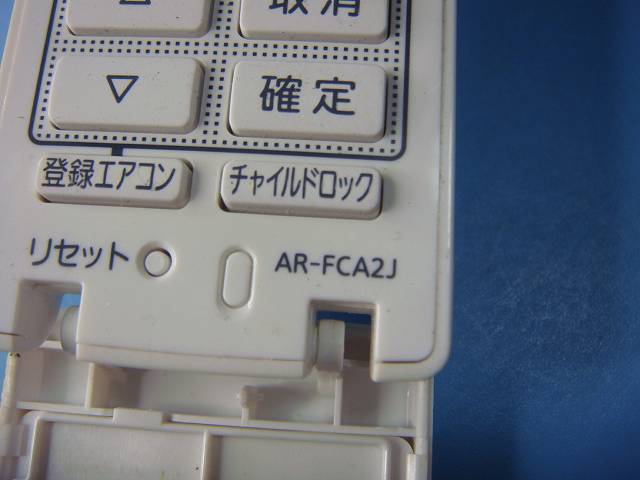 取消
▽ 確定
登録エアコン チャイルドロック
リセット AR-FCA2J